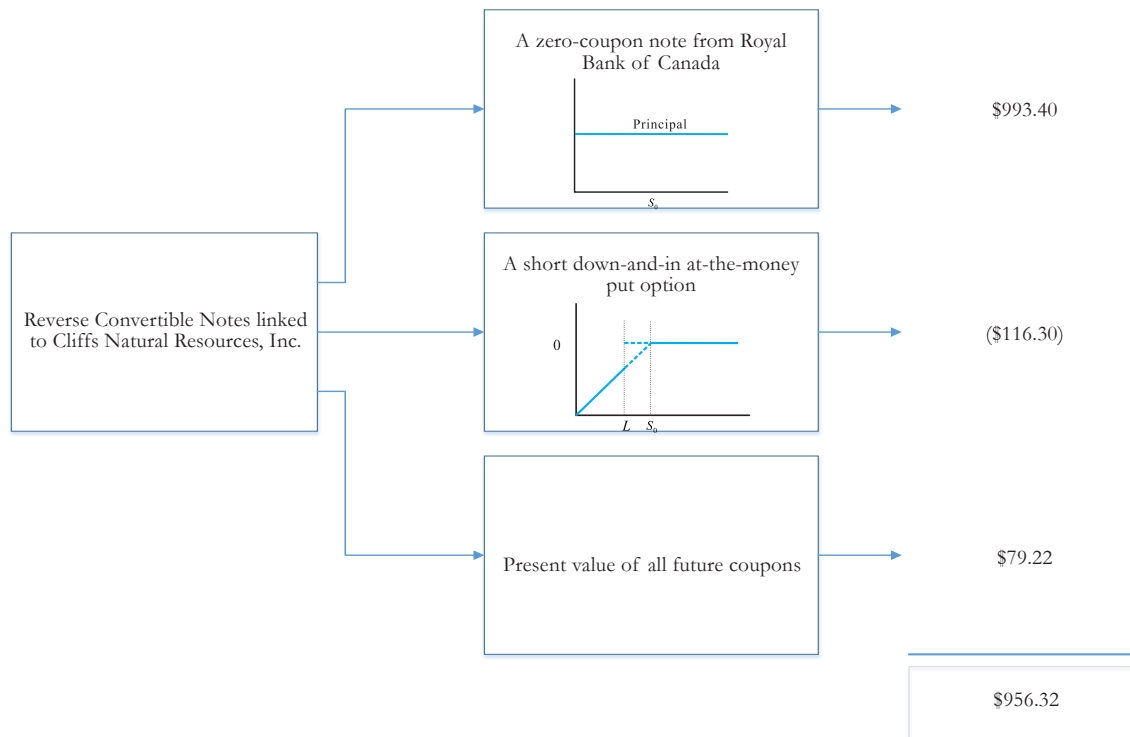 A zero-coupon note from Royal
Bank of Canada
Principal
S₀
$993.40
Reverse Convertible Notes linked
to Cliffs Natural Resources, Inc.
A short down-and-in at-the-money
put option
0
L S₀
($116.30)
Present value of all future coupons
$79.22
$956.32